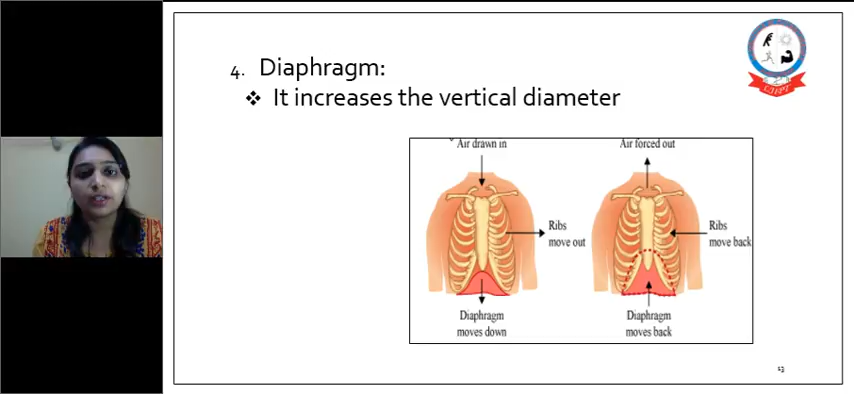 4. Diaphragm:
❖ It increases the vertical diameter
Air drawn in
Air forced out
Ribs
move out
Ribs
move back
Diaphragm
moves down
Diaphragm
moves back
13